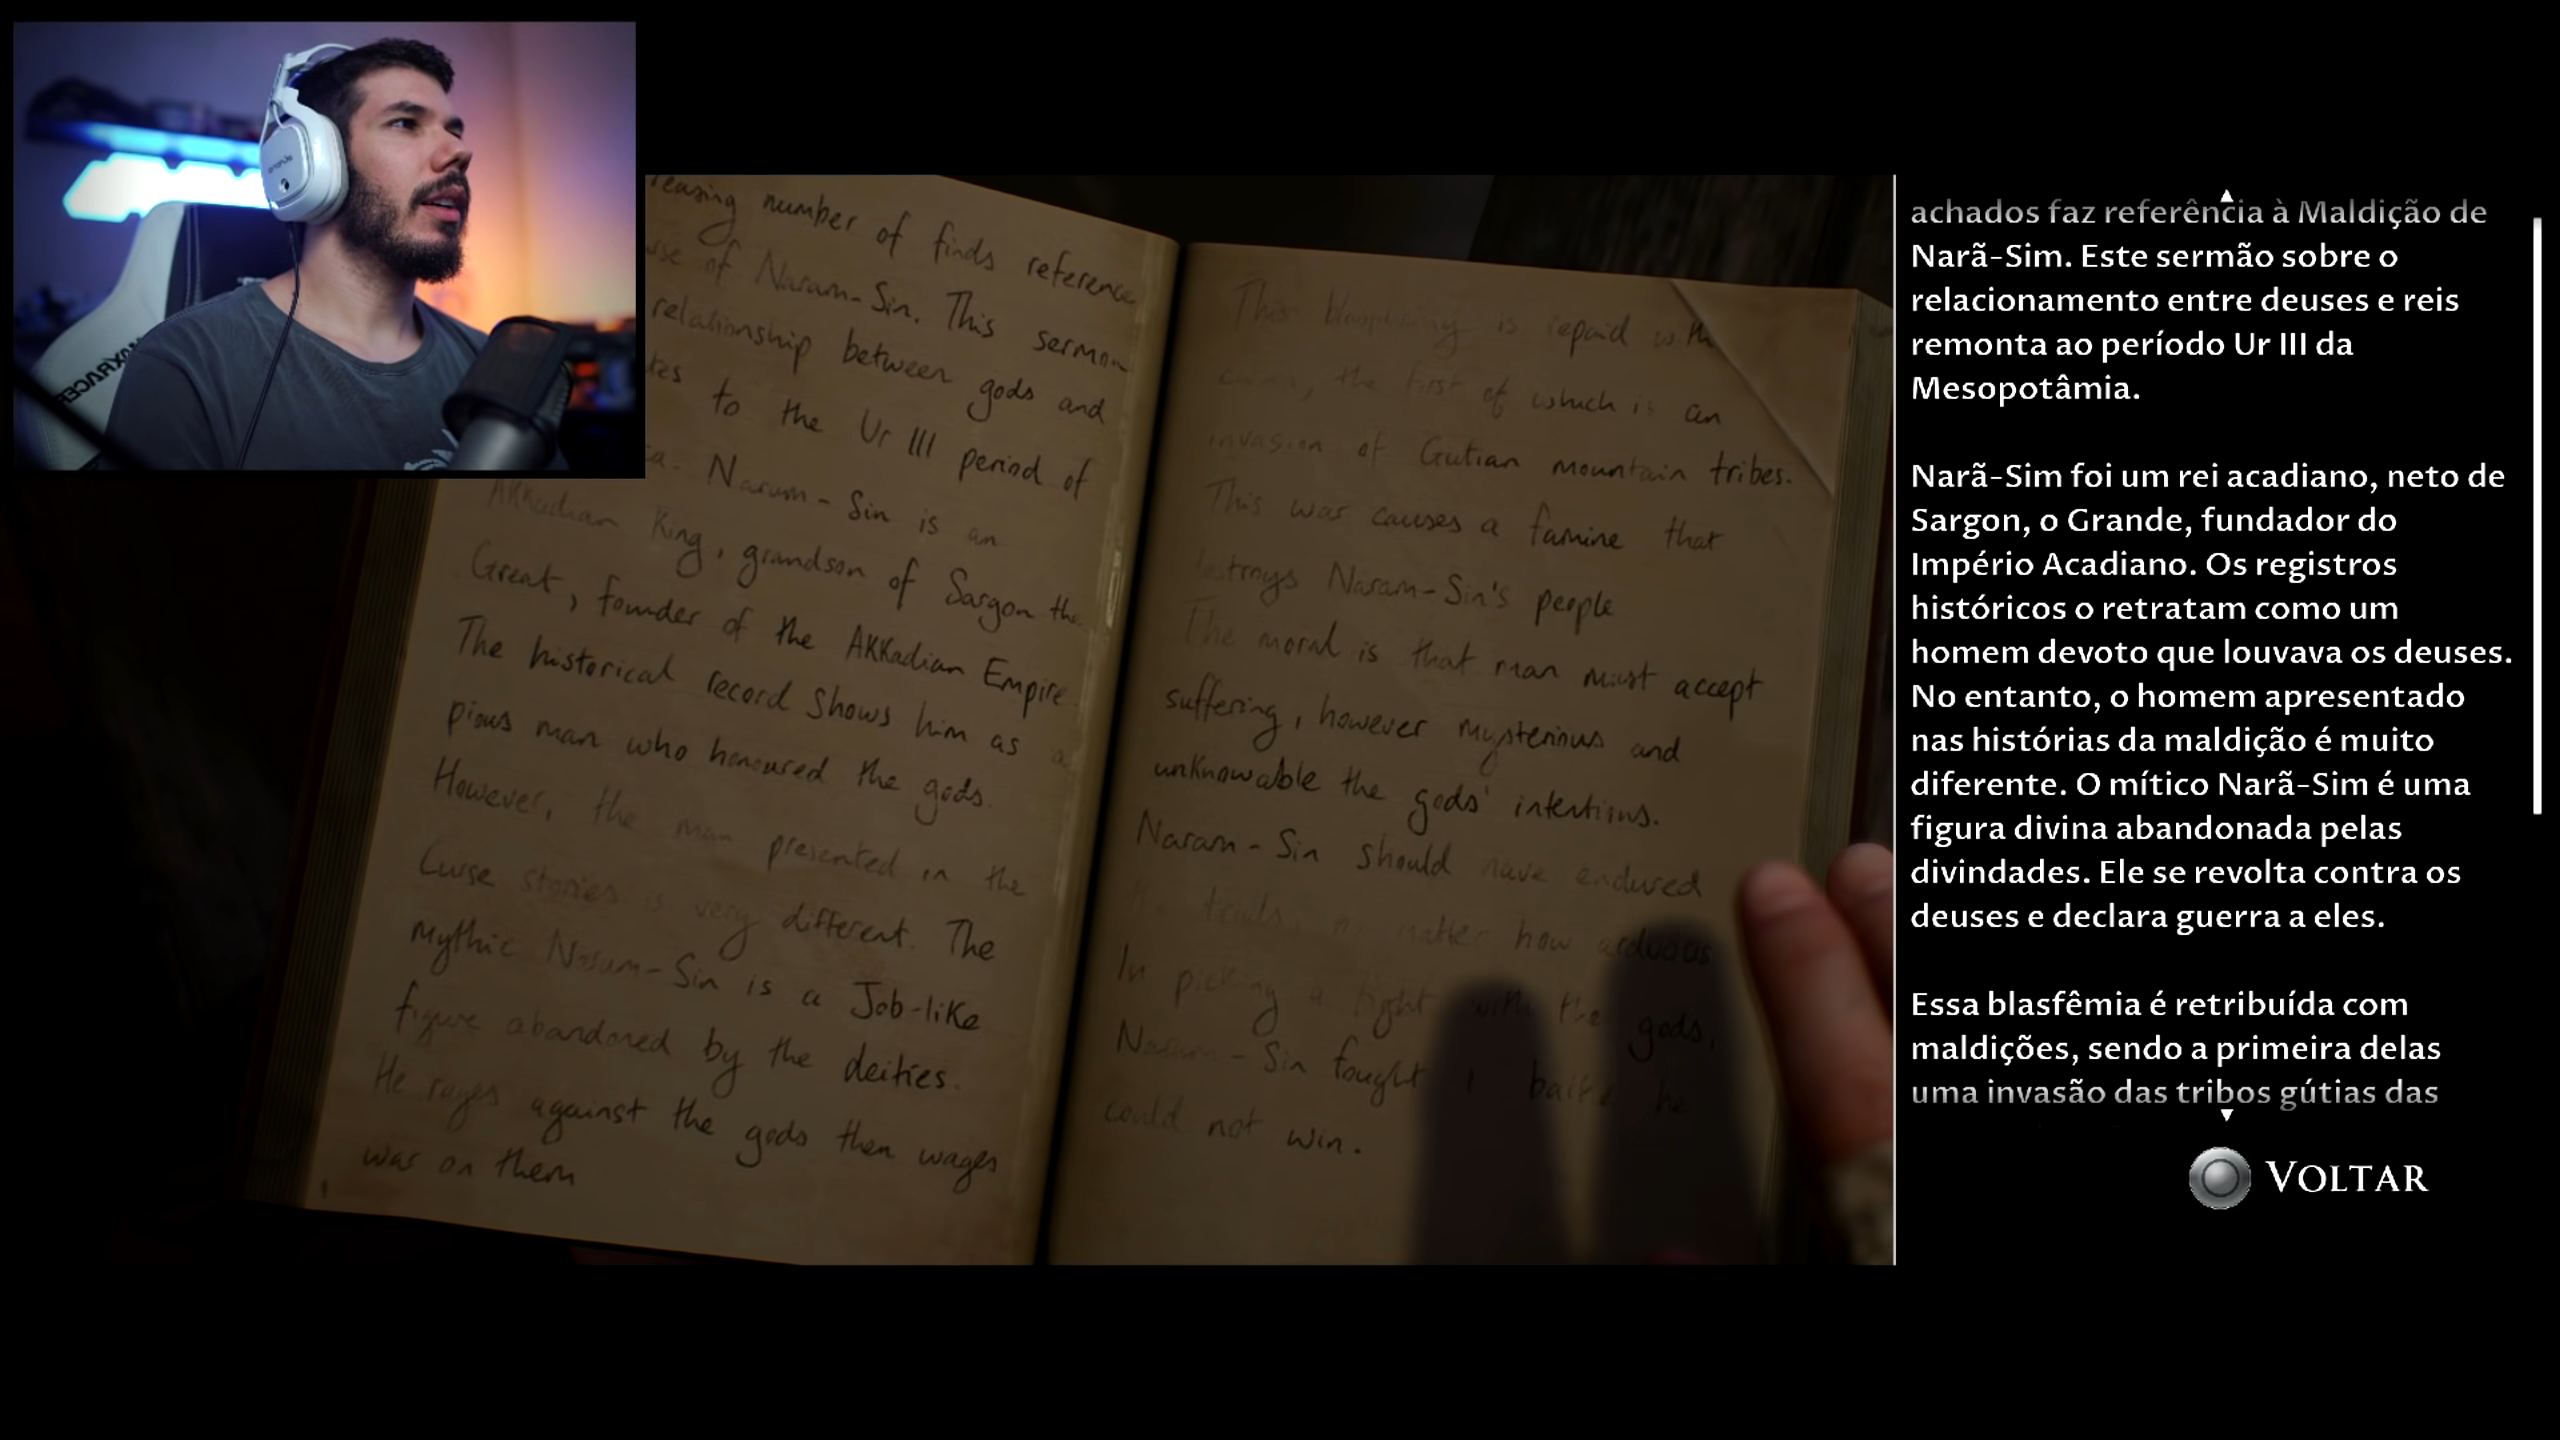 reasing number of finds reference
use of Naram-Sin. This sermon
relationship between gods and
tes to the Ur III period of
ia. Naram-Sin is an
Akkadian King, grandson of Sargon the
Great, founder of the Akkadian Empire.
The historical record shows him as a
pious man who honoured the gods.
However, the man presented in the
Curse stories is very different. The
mythic Naram-Sin is a Job-like
figure abandoned by the deities.
He rages against the gods then wages
war on them
This blaspheming is repaid with
curses, the first of which is an
invasion of Gutian mountain tribes.
This war causes a famine that
destroys Naram-Sin's people
The moral is that man must accept
suffering, however mysterious and
unknowable the gods' intentions.
Naram-Sin should have endured
trails, no matter how arduous
In picking a fight with the gods,
Naram-Sin fought a battle he
could not win.
achados faz referência à Maldição de
Narã-Sim. Este sermão sobre o
relacionamento entre deuses e reis
remonta ao período Ur III da
Mesopotâmia.
Narã-Sim foi um rei acadiano, neto de
Sargon, o Grande, fundador do
Império Acadiano. Os registros
históricos o retratam como um
homem devoto que louvava os deuses.
No entanto, o homem apresentado
nas histórias da maldição é muito
diferente. O mítico Narã-Sim é uma
figura divina abandonada pelas
divindades. Ele se revolta contra os
deuses e declara guerra a eles.
Essa blasfêmia é retribuída com
maldições, sendo a primeira delas
uma invasão das tribos gútias das
VOLTAR